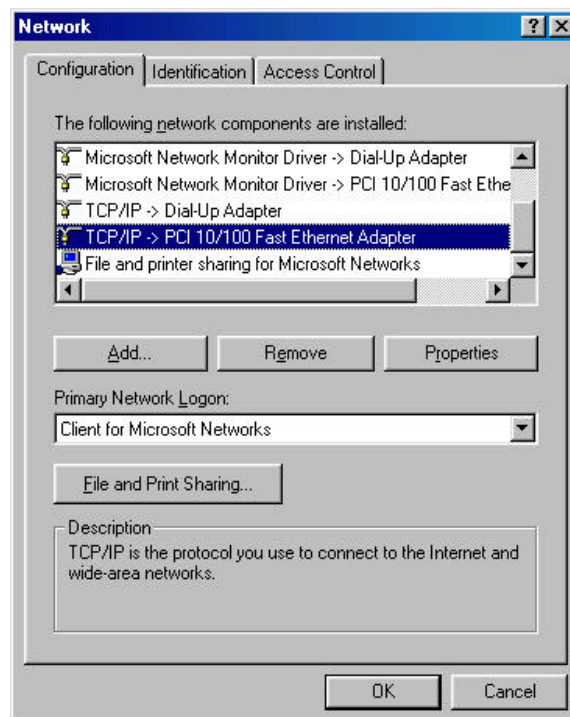 Network
Configuration Identification Access Control
The following network components are installed:
Microsoft Network Monitor Driver -> Dial-Up Adapter
Microsoft Network Monitor Driver -> PCI 10/100 Fast Ethe
TCP/IP -> Dial-Up Adapter
TCP/IP -> PCI 10/100 Fast Ethernet Adapter
File and printer sharing for Microsoft Networks
Add... Remove Properties
Primary Network Logon:
Client for Microsoft Networks
File and Print Sharing...
Description
TCP/IP is the protocol you use to connect to the Internet and
wide-area networks.
OK Cancel